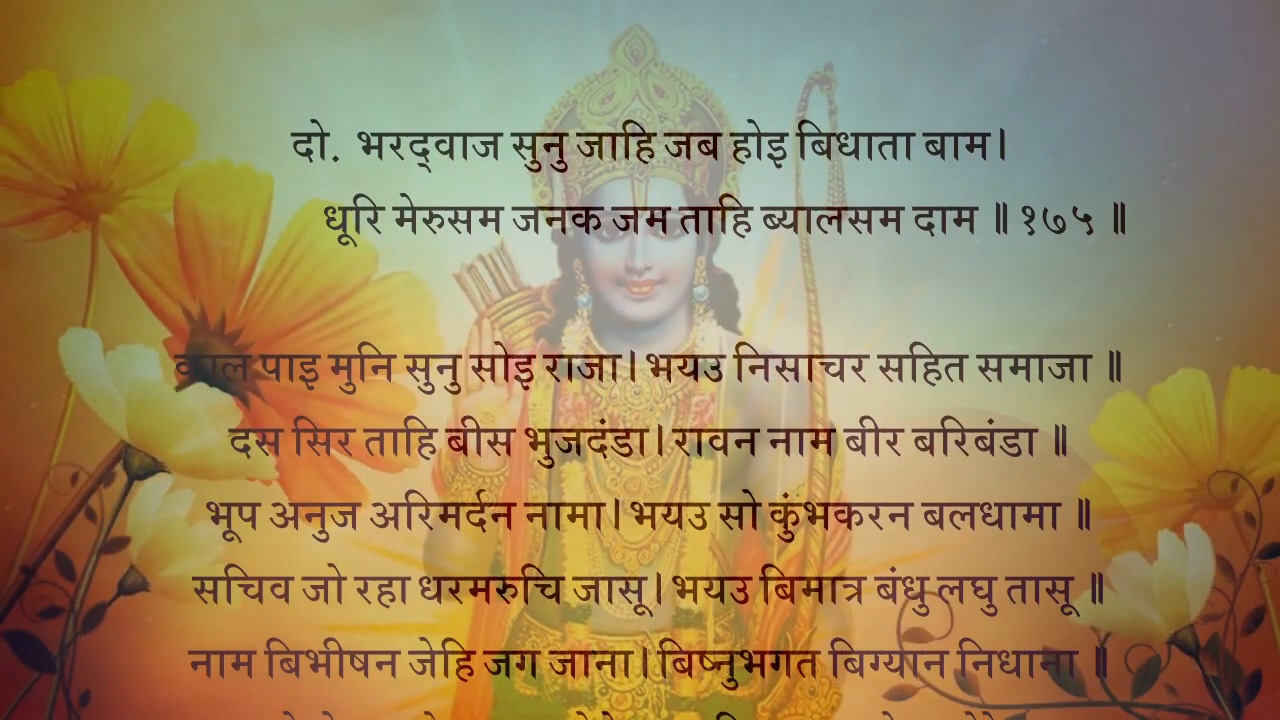 दो. भरद्वाज सुनु जाहि जब होइ बिधाता बाम।
धूरि मेरुसम जनक जम ताहि ब्यालसम दाम ॥ १७५ ॥
काल पाइ मुनि सुनु सोइ राजा। भयउ निसाचर सहित समाजा ॥
दस सिर ताहि बीस भुजदंडा। रावन नाम बीर बरिबंडा ॥
भूप अनुज अरिमर्दन नामा। भयउ सो कुंभकरन बलधामा ॥
सचिव जो रहा धरमरुचि जासू। भयउ बिमात्र बंधु लघु तासू ॥
नाम बिभीषन जेहि जग जाना। बिष्नुभगत बिग्यान निधाना ॥